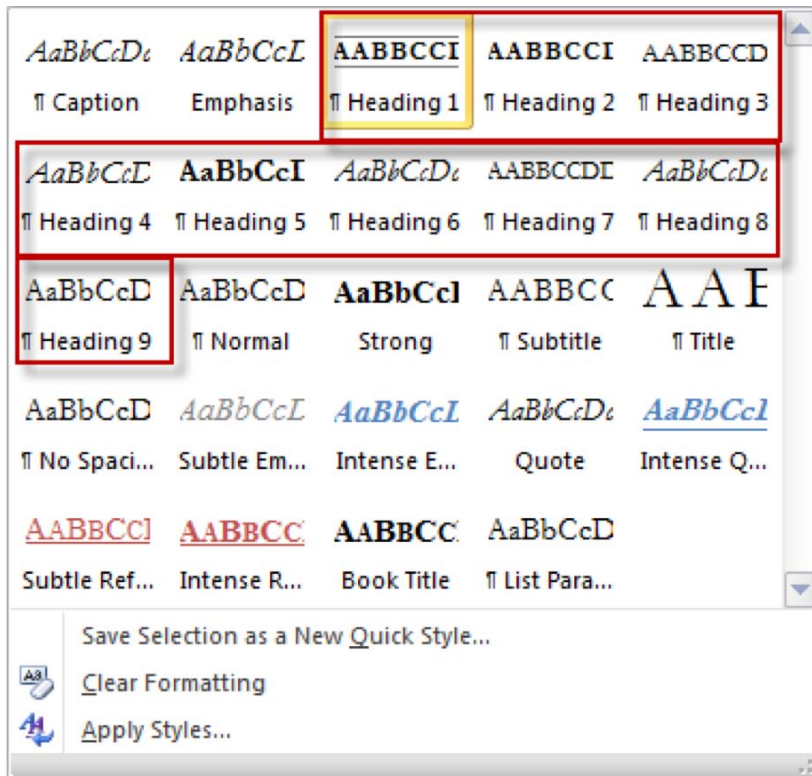 AaBbCcDc AaBbCcL AABBCCI AABBCCI AABBCCD
¶ Caption Emphasis ¶ Heading 1 ¶ Heading 2 ¶ Heading 3
AaBbCcD AaBbCcI AaBbCcDc AABBCCDI AaBbCcDc
¶ Heading 4 ¶ Heading 5 ¶ Heading 6 ¶ Heading 7 ¶ Heading 8
AaBbCcD AaBbCcD AaBbCcl AABBCC AAB
¶ Heading 9 ¶ Normal Strong ¶ Subtitle ¶ Title
AaBbCcD AaBbCcL AaBbCcL AaBbCcDc AaBbCcl
¶ No Spaci... Subtle Em... Intense E... Quote Intense Q...
AABBCCI AABBCC AABBCC AaBbCcD
Subtle Ref... Intense R... Book Title ¶ List Para...
Save Selection as a New Quick Style...
Clear Formatting
Apply Styles...